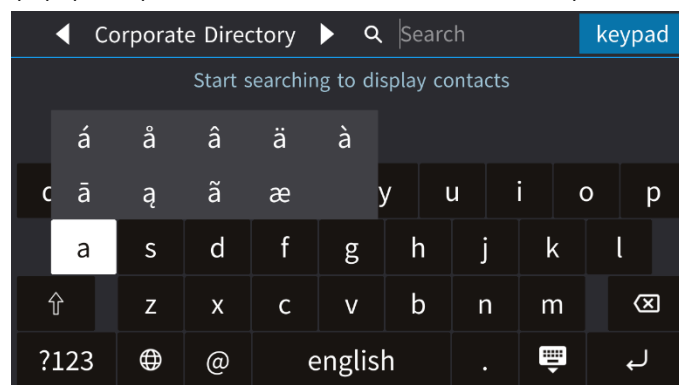 Corporate Directory Search keypad
Start searching to display contacts
á å â ä à
ā ą ã æ y u i o p
a s d f g h j k l
z x c v b n m
?123 @ english .